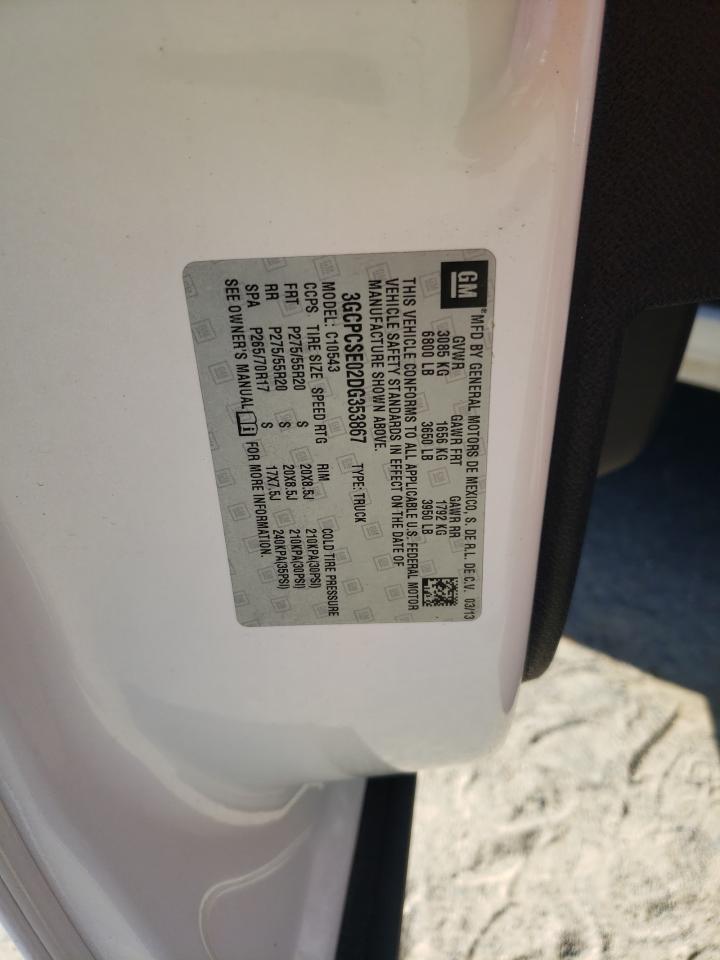 GM® MFD BY GENERAL MOTORS DE MEXICO, S. DE R.L. DE C.V. 03/13
GVWR GAWR FRT GAWR RR
3085 KG 1656 KG 1792 KG
6800 LB 3650 LB 3950 LB
THIS VEHICLE CONFORMS TO ALL APPLICABLE U.S. FEDERAL MOTOR
VEHICLE SAFETY STANDARDS IN EFFECT ON THE DATE OF
MANUFACTURE SHOWN ABOVE.
3GCPCSE02DG353867 TYPE: TRUCK
MODEL: C10543
CCPS TIRE SIZE SPEED RTG RIM COLD TIRE PRESSURE
FRT P275/55R20 S 20X8.5J 210KPA(30PSI)
RR P275/55R20 S 20X8.5J 210KPA(30PSI)
SPA P265/70R17 S 17X7.5J 240KPA(35PSI)
SEE OWNER'S MANUAL FOR MORE INFORMATION.